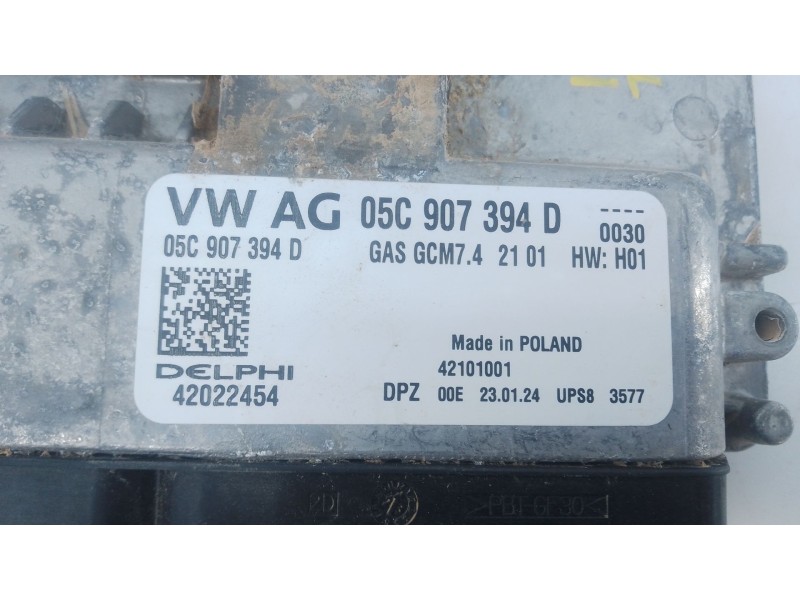 VW AG 05C 907 394 D ----
0030
05C 907 394 D GAS GCM7.4 21 01 HW: H01
Made in POLAND
DELPHI 42101001
42022454 DPZ 00E 23.01.24 UPS8 3577